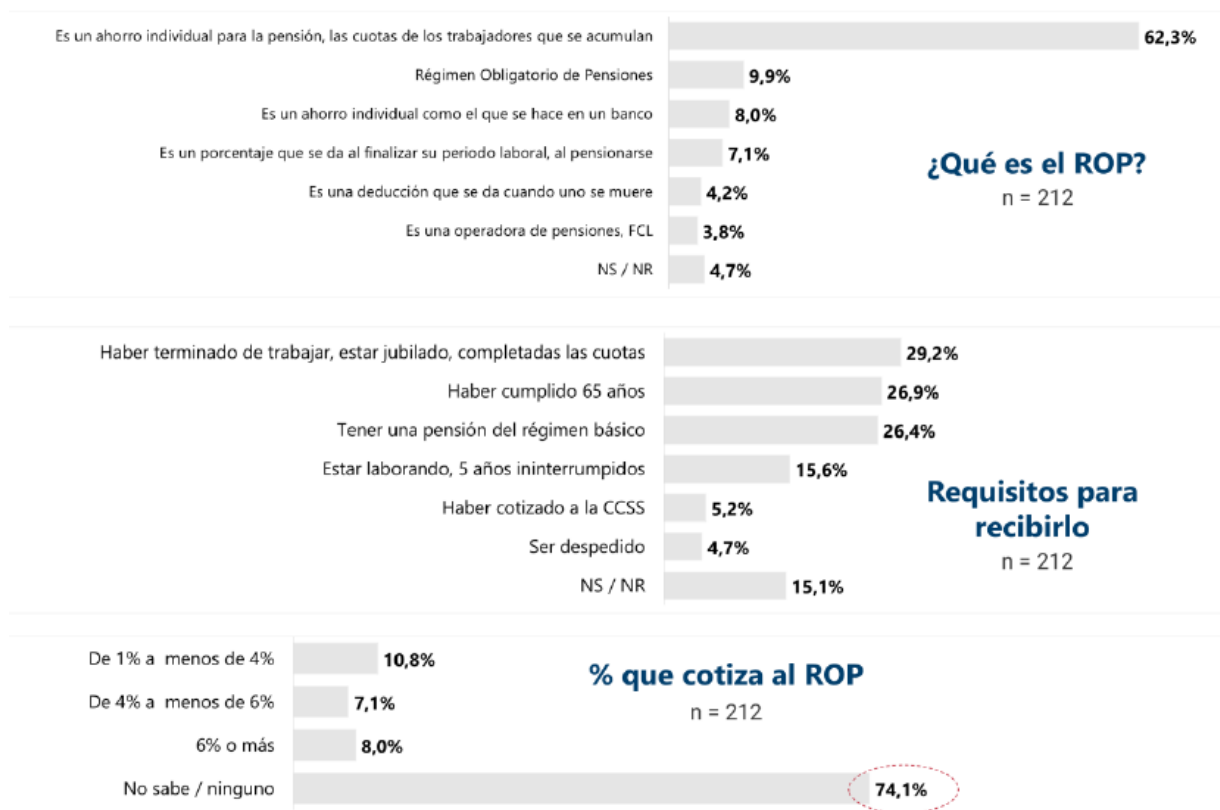 Es un ahorro individual para la pensión, las cuotas de los trabajadores que se acumulan 62,3%
Régimen Obligatorio de Pensiones 9,9%
Es un ahorro individual como el que se hace en un banco 8,0%
Es un porcentaje que se da al finalizar su periodo laboral, al pensionarse 7,1%
Es una deducción que se da cuando uno se muere 4,2%
Es una operadora de pensiones, FCL 3,8%
NS / NR 4,7%
¿Qué es el ROP?
n = 212
Haber terminado de trabajar, estar jubilado, completadas las cuotas 29,2%
Haber cumplido 65 años 26,9%
Tener una pensión del régimen básico 26,4%
Estar laborando, 5 años ininterrumpidos 15,6%
Haber cotizado a la CCSS 5,2%
Ser despedido 4,7%
NS / NR 15,1%
Requisitos para
recibirlo
n = 212
De 1% a menos de 4% 10,8%
De 4% a menos de 6% 7,1%
6% o más 8,0%
No sabe / ninguno 74,1%
% que cotiza al ROP
n = 212